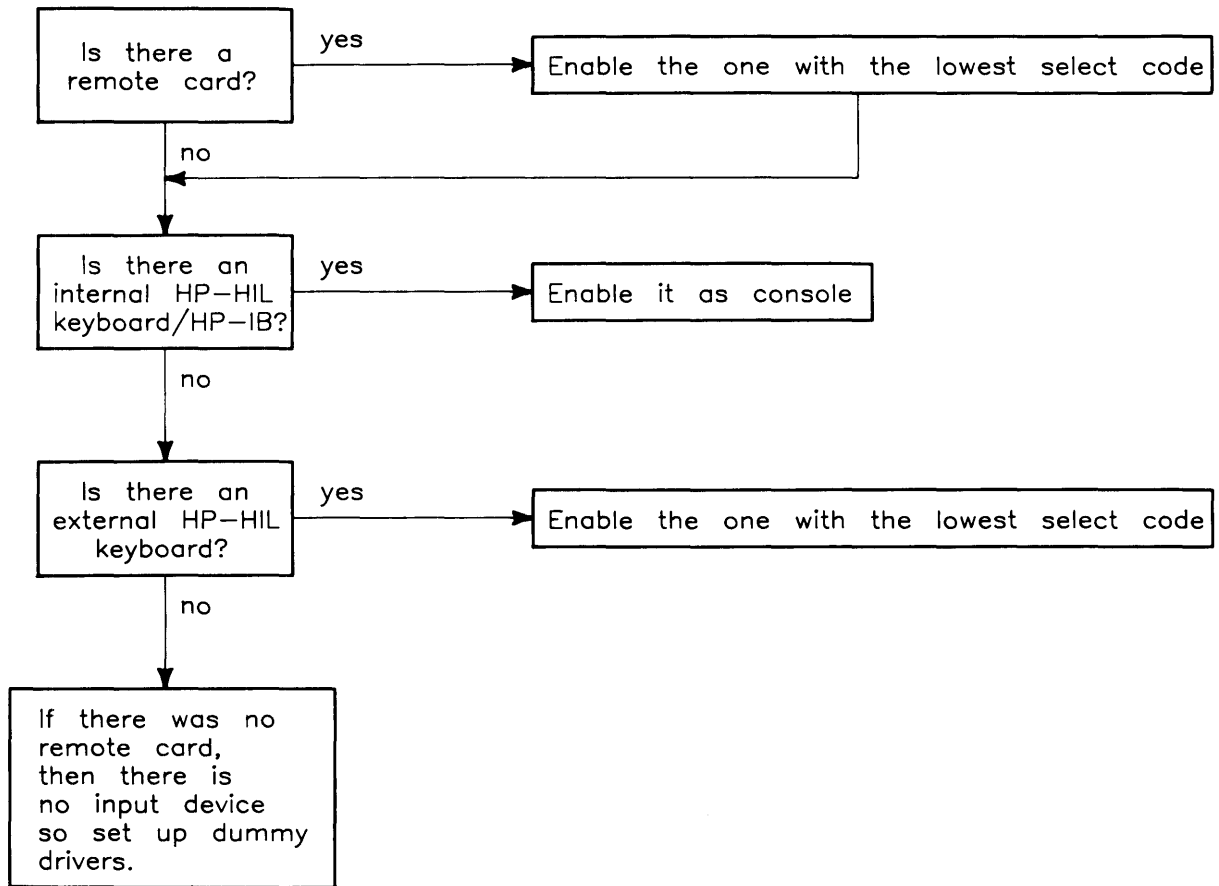 Is there a
remote card?
yes
Enable the one with the lowest select code
no
Is there an
internal HP-HIL
keyboard/HP-IB?
yes
Enable it as console
no
Is there an
external HP-HIL
keyboard?
yes
Enable the one with the lowest select code
no
If there was no
remote card,
then there is
no input device
so set up dummy
drivers.